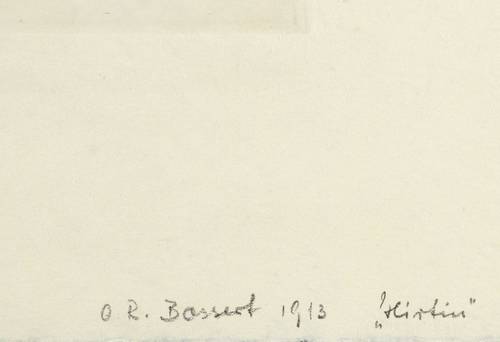 O R. Bossert 1913 „Hirtin"